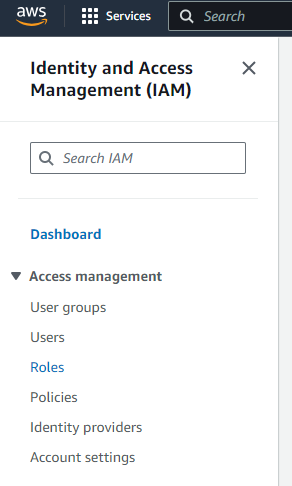 aws
Services
Search
Identity and Access
Management (IAM)
Search IAM
Dashboard
Access management
User groups
Users
Roles
Policies
Identity providers
Account settings